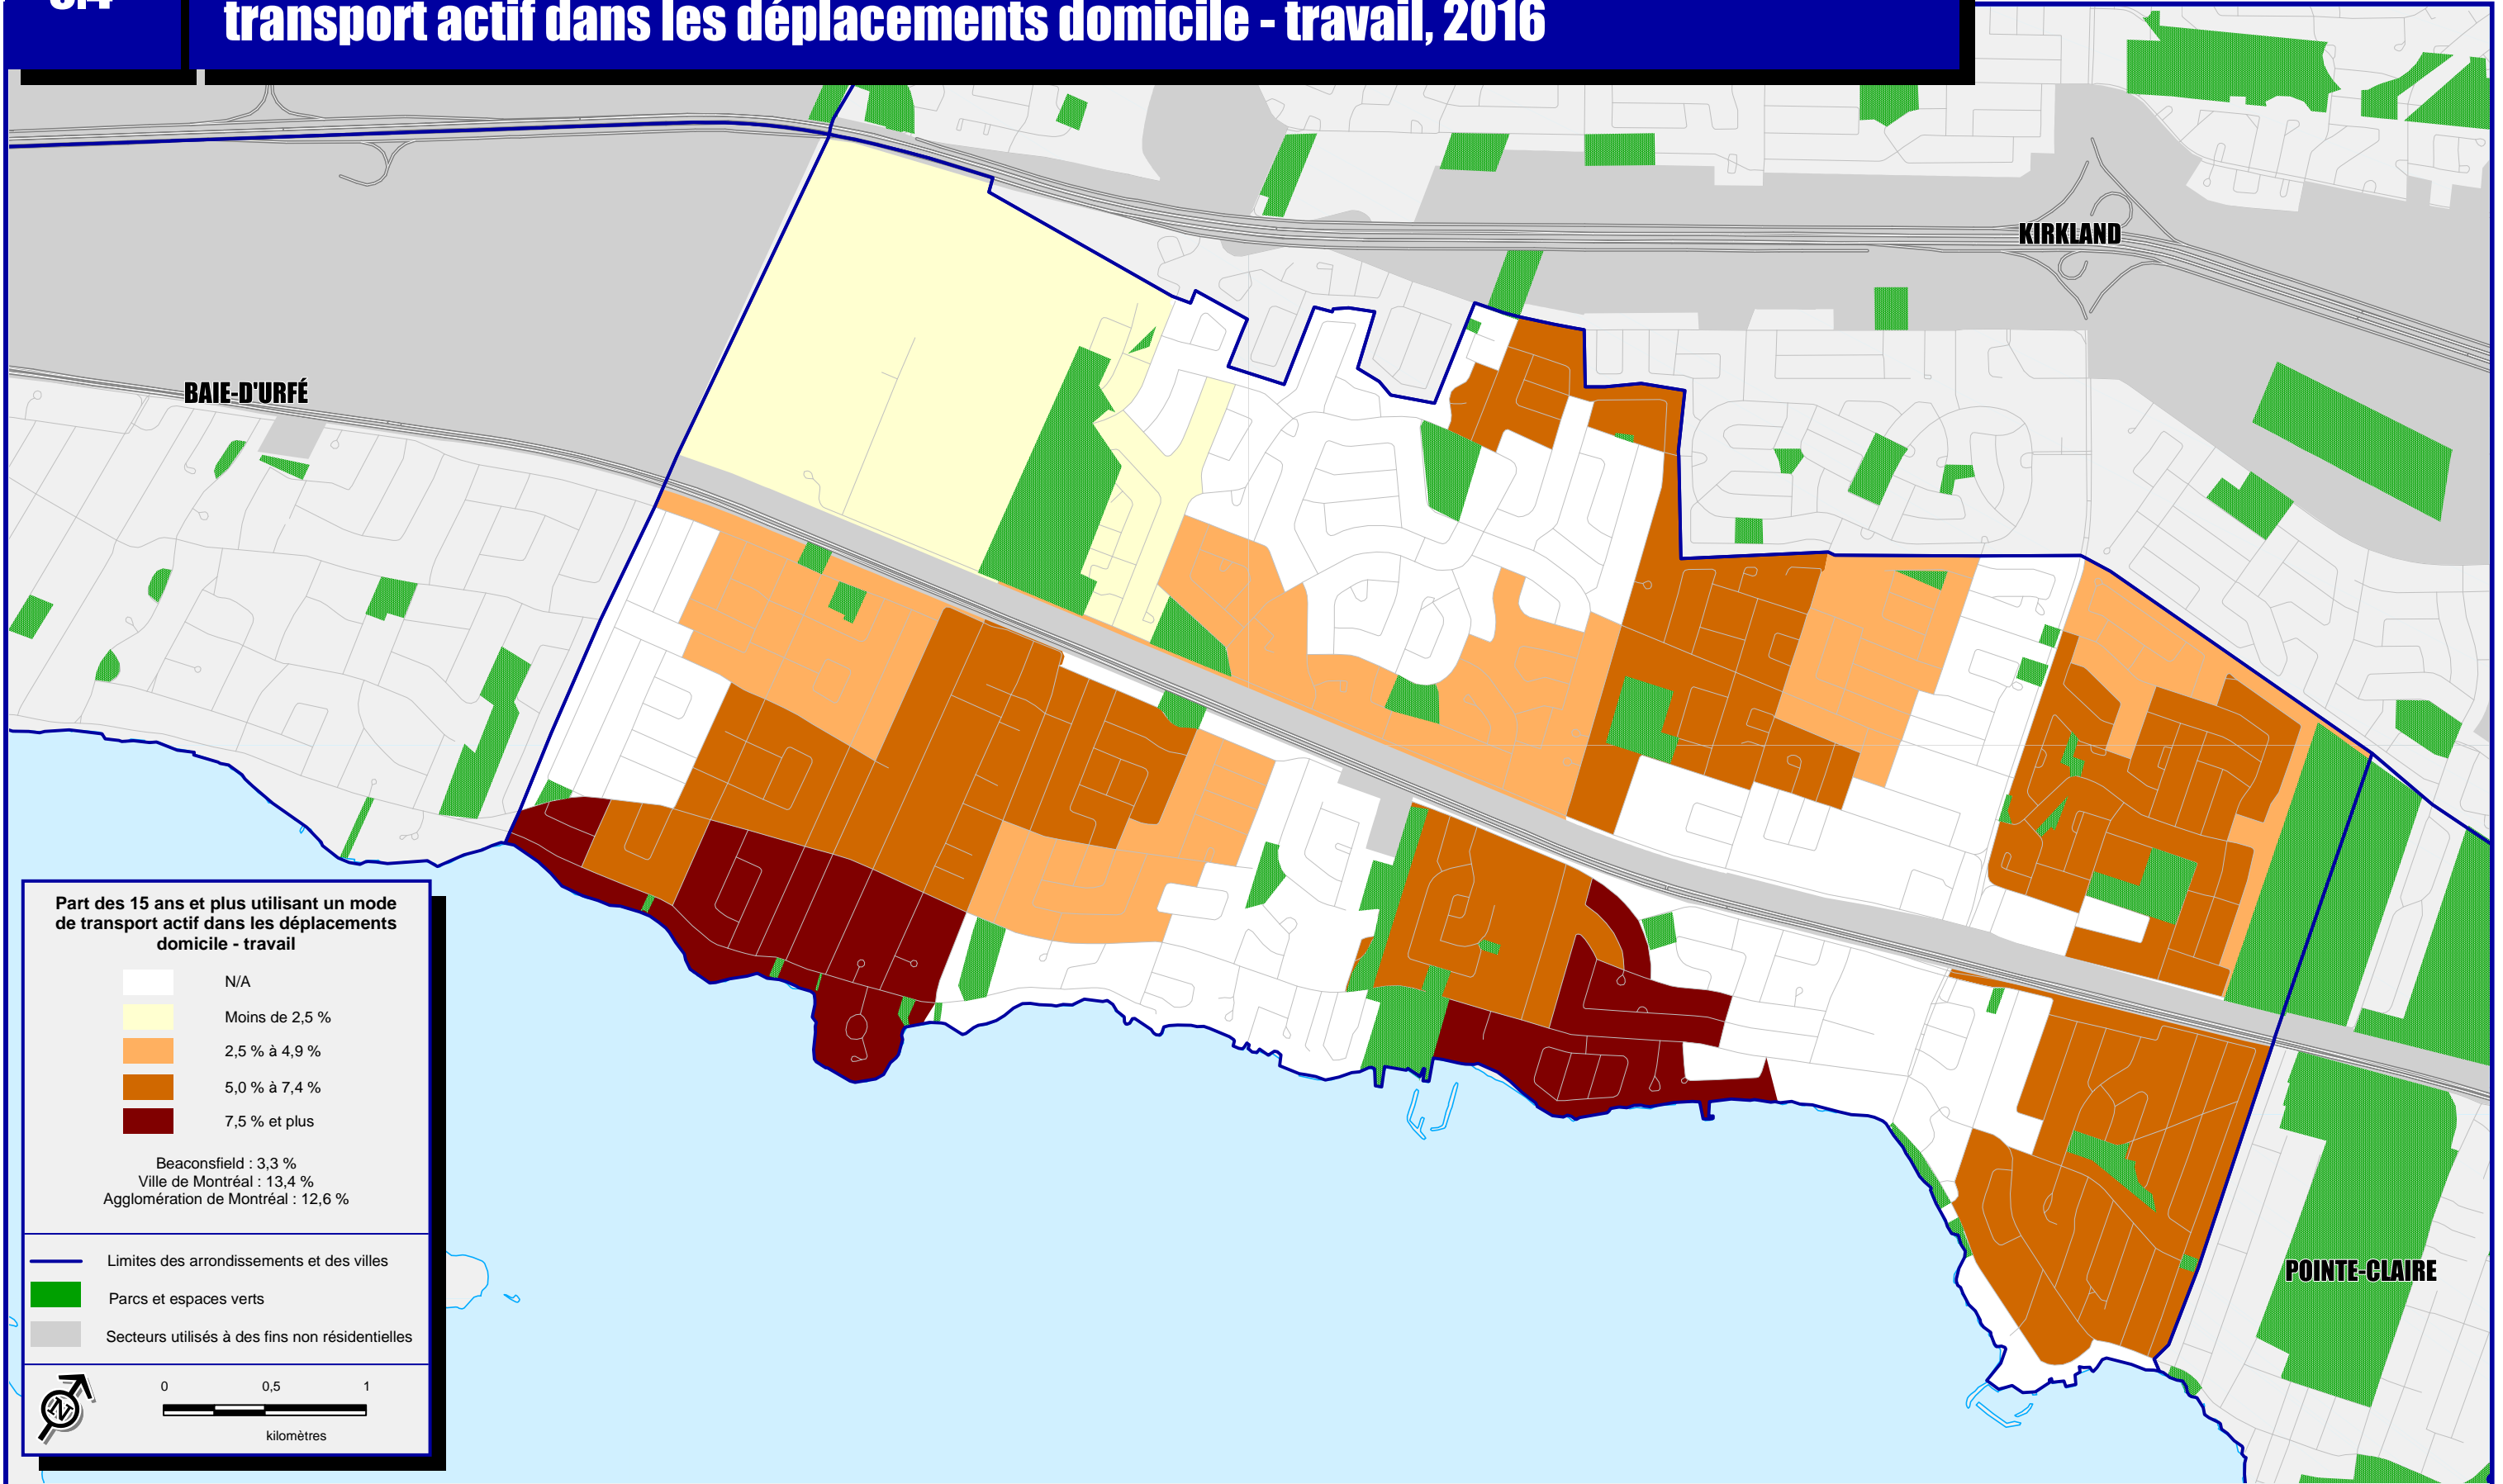 transport actif dans les déplacements domicile - travail, 2016
KIRKLAND
BAIE-D'URFÉ
POINTE-CLAIRE
Part des 15 ans et plus utilisant un mode
de transport actif dans les déplacements
domicile - travail
N/A
Moins de 2,5 %
2,5 % à 4,9 %
5,0 % à 7,4 %
7,5 % et plus
Beaconsfield : 3,3 %
Ville de Montréal : 13,4 %
Agglomération de Montréal : 12,6 %
Limites des arrondissements et des villes
Parcs et espaces verts
Secteurs utilisés à des fins non résidentielles
N
0 0,5 1
kilomètres